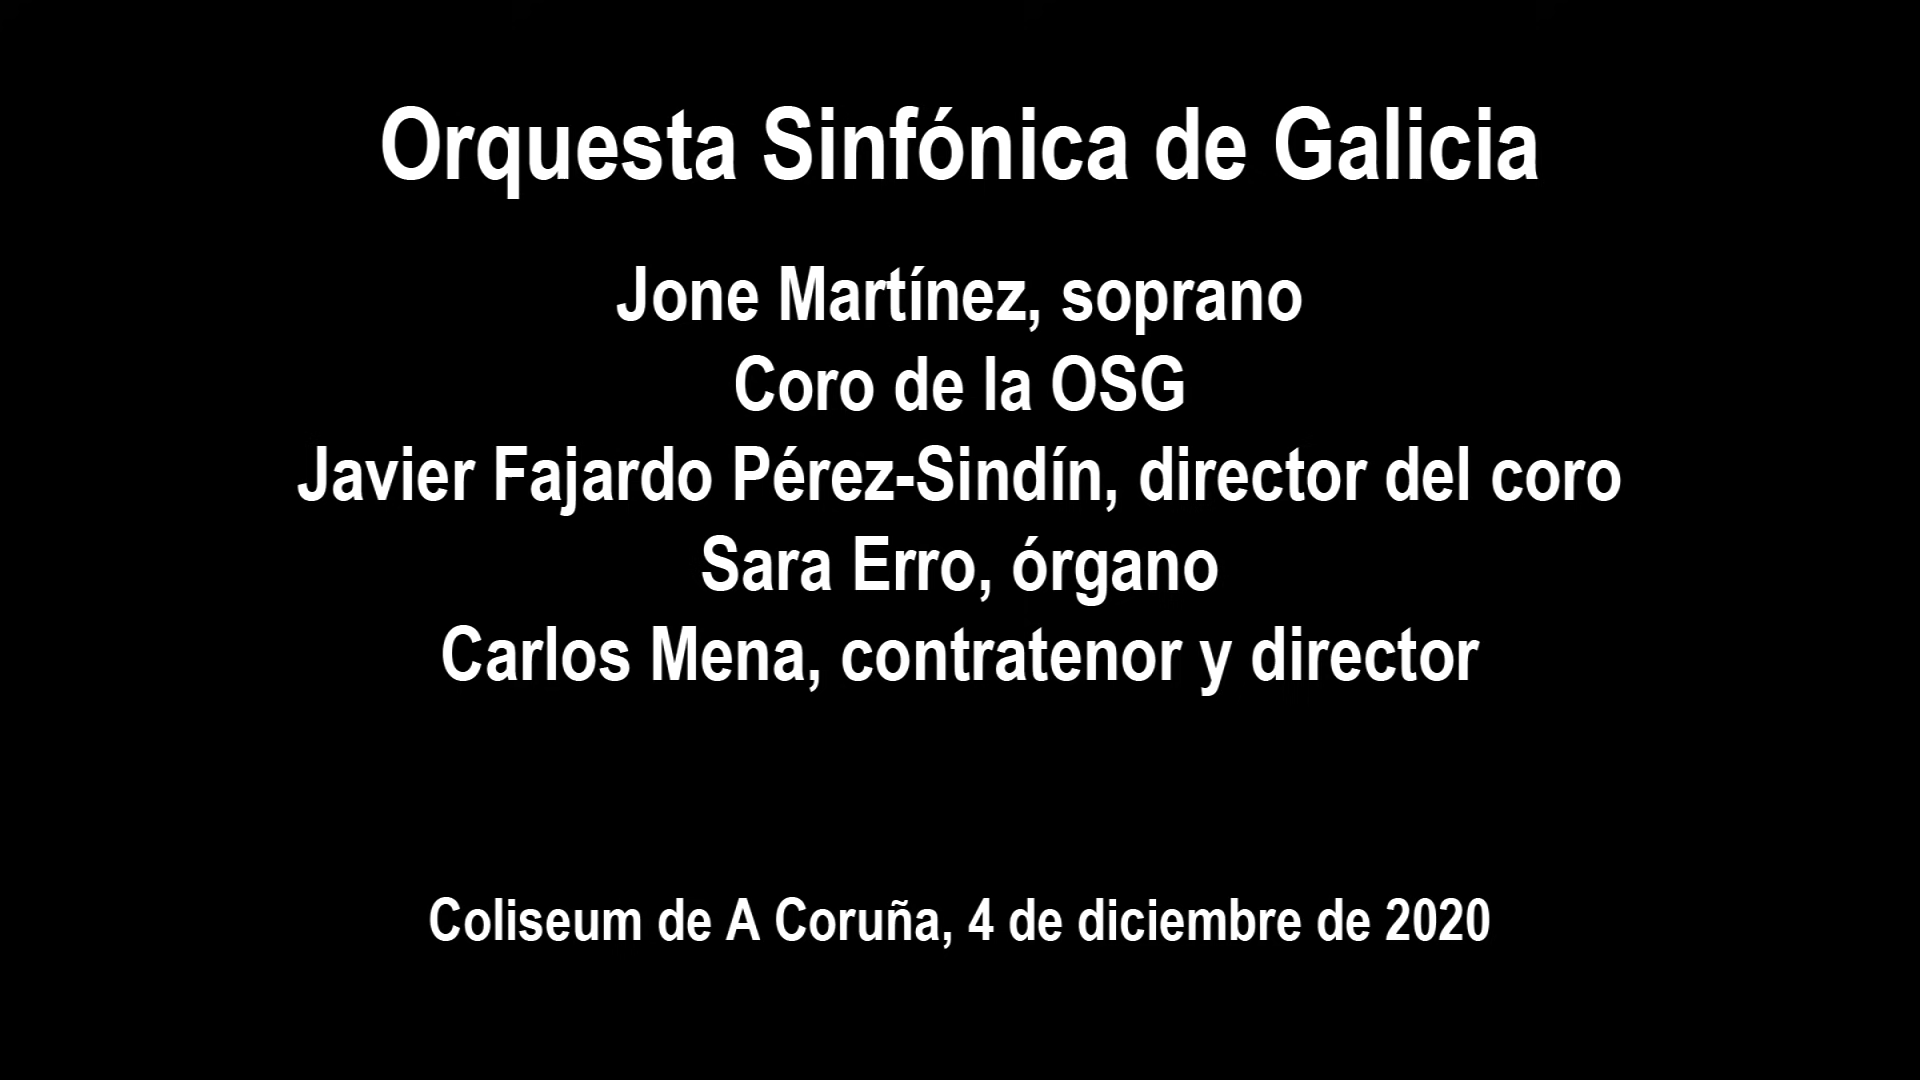 Orquesta Sinfónica de Galicia
Jone Martínez, soprano
Coro de la OSG
Javier Fajardo Pérez-Sindín, director del coro
Sara Erro, órgano
Carlos Mena, contratenor y director
Coliseum de A Coruña, 4 de diciembre de 2020